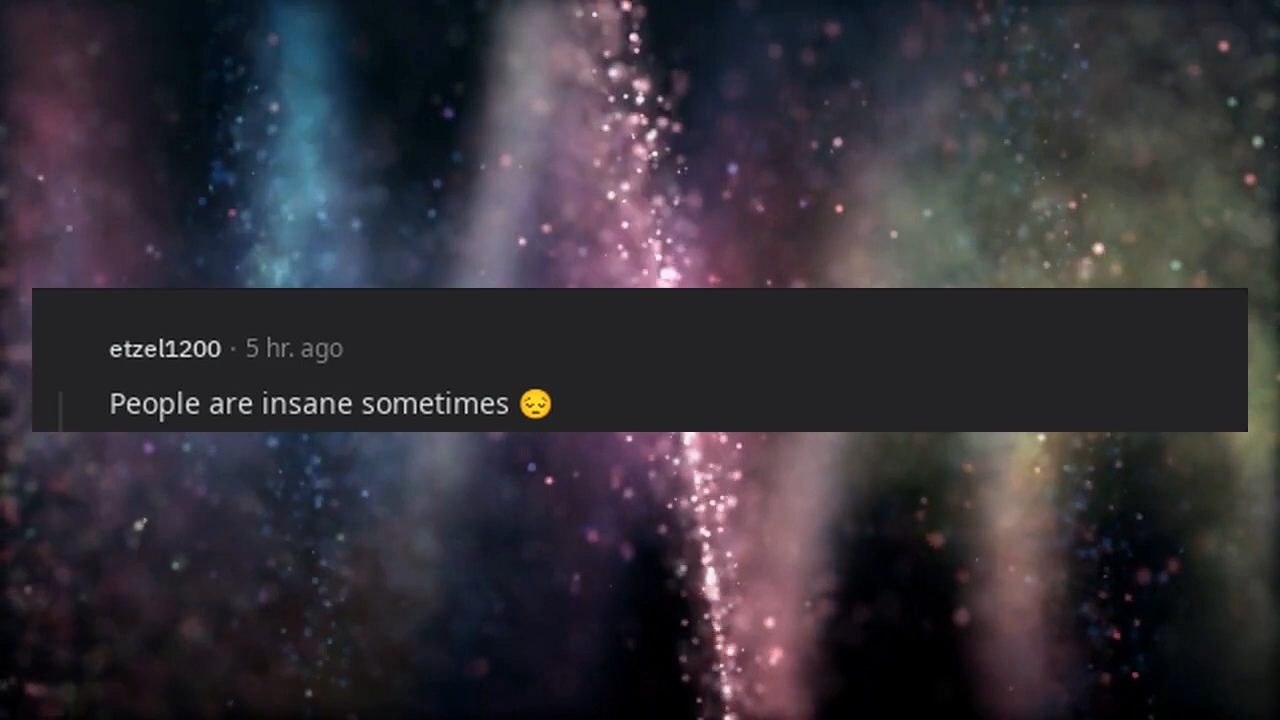 etzel1200 · 5 hr. ago
People are insane sometimes 😔